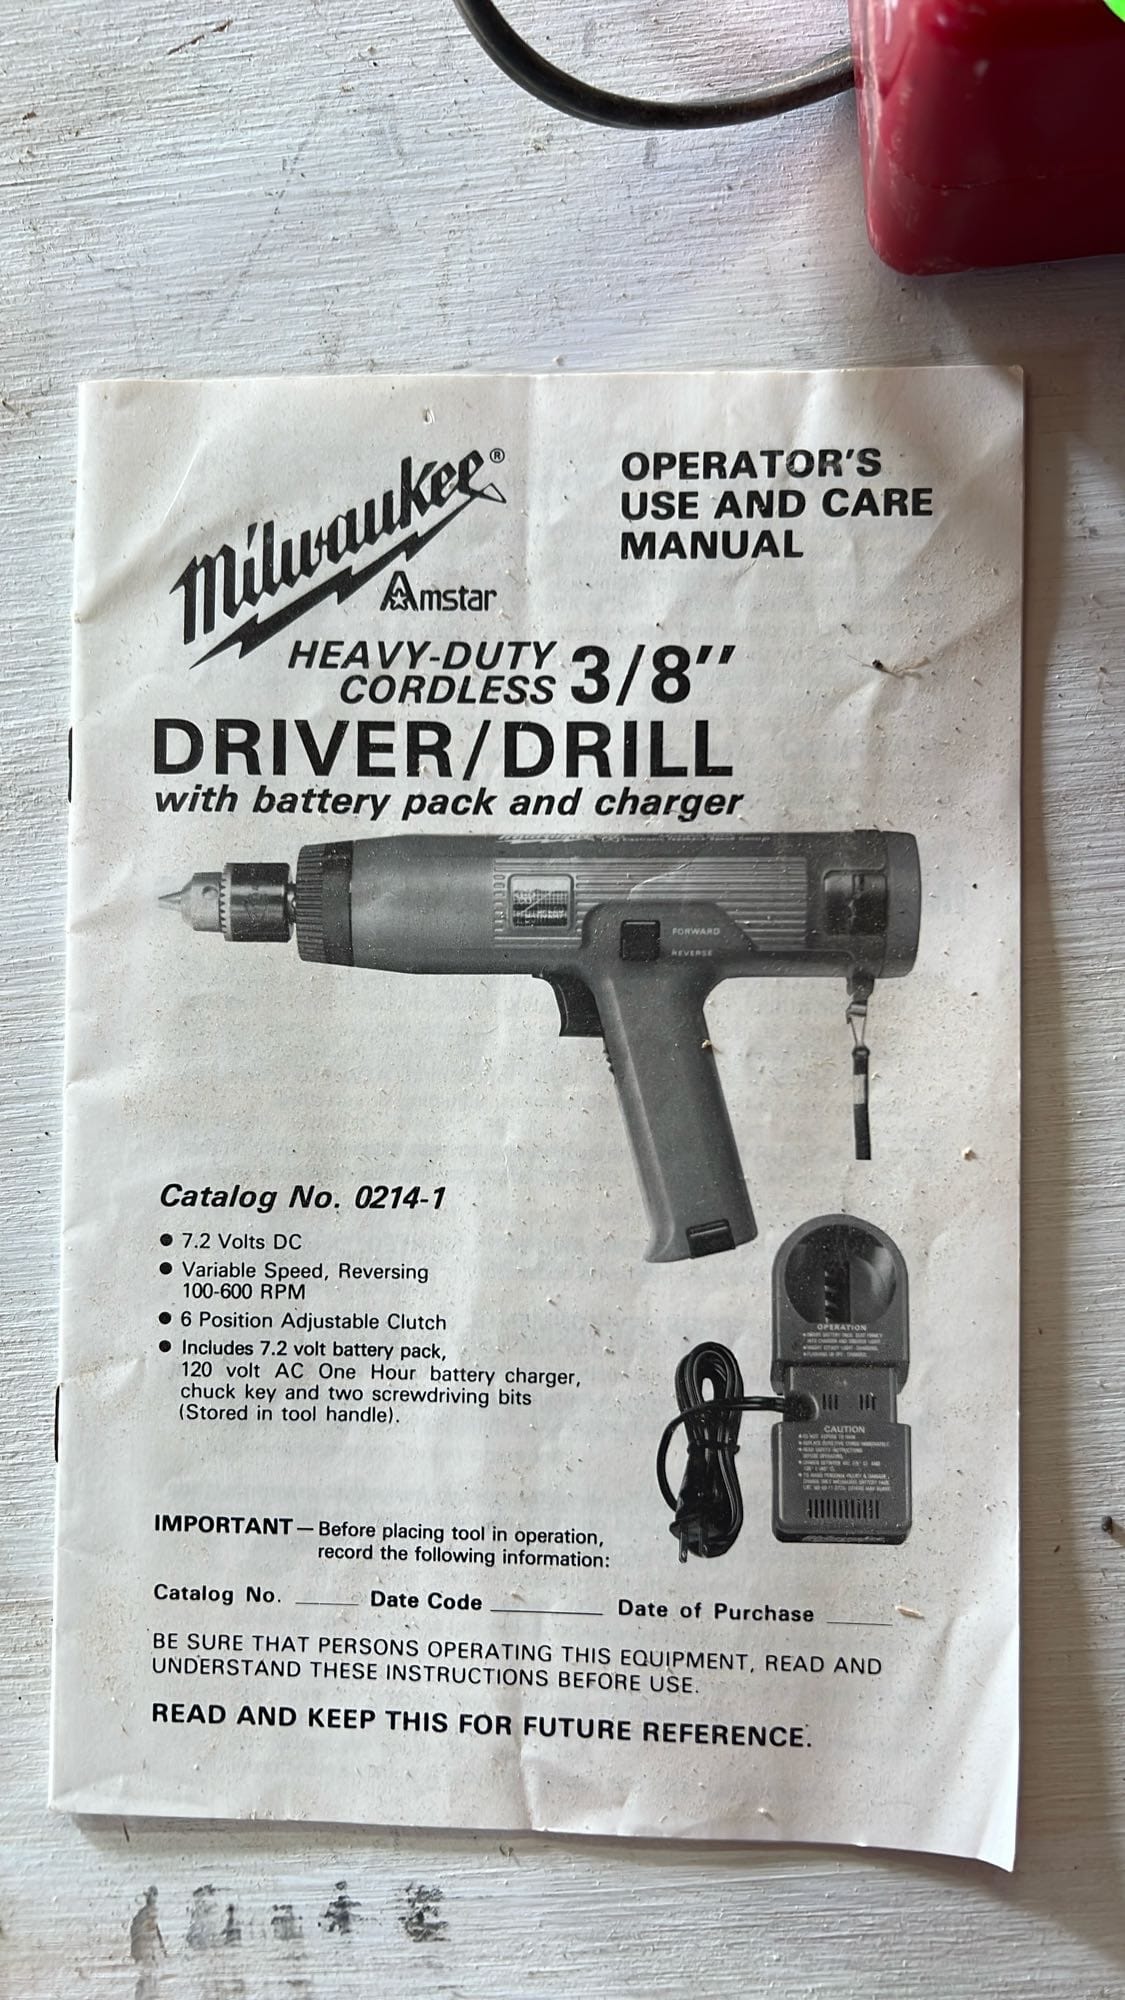 Milwaukee®
Amstar
OPERATOR'S
USE AND CARE
MANUAL
HEAVY-DUTY
CORDLESS 3/8"
DRIVER/DRILL
with battery pack and charger
FORWARD
REVERSE
Catalog No. 0214-1
● 7.2 Volts DC
● Variable Speed, Reversing
100-600 RPM
● 6 Position Adjustable Clutch
● Includes 7.2 volt battery pack,
120 volt AC One Hour battery charger,
chuck key and two screwdriving bits
(Stored in tool handle).
OPERATION
CAUTION
Milwaukee
IMPORTANT — Before placing tool in operation,
record the following information:
Catalog No. _____ Date Code _________ Date of Purchase _____
BE SURE THAT PERSONS OPERATING THIS EQUIPMENT, READ AND
UNDERSTAND THESE INSTRUCTIONS BEFORE USE.
READ AND KEEP THIS FOR FUTURE REFERENCE.